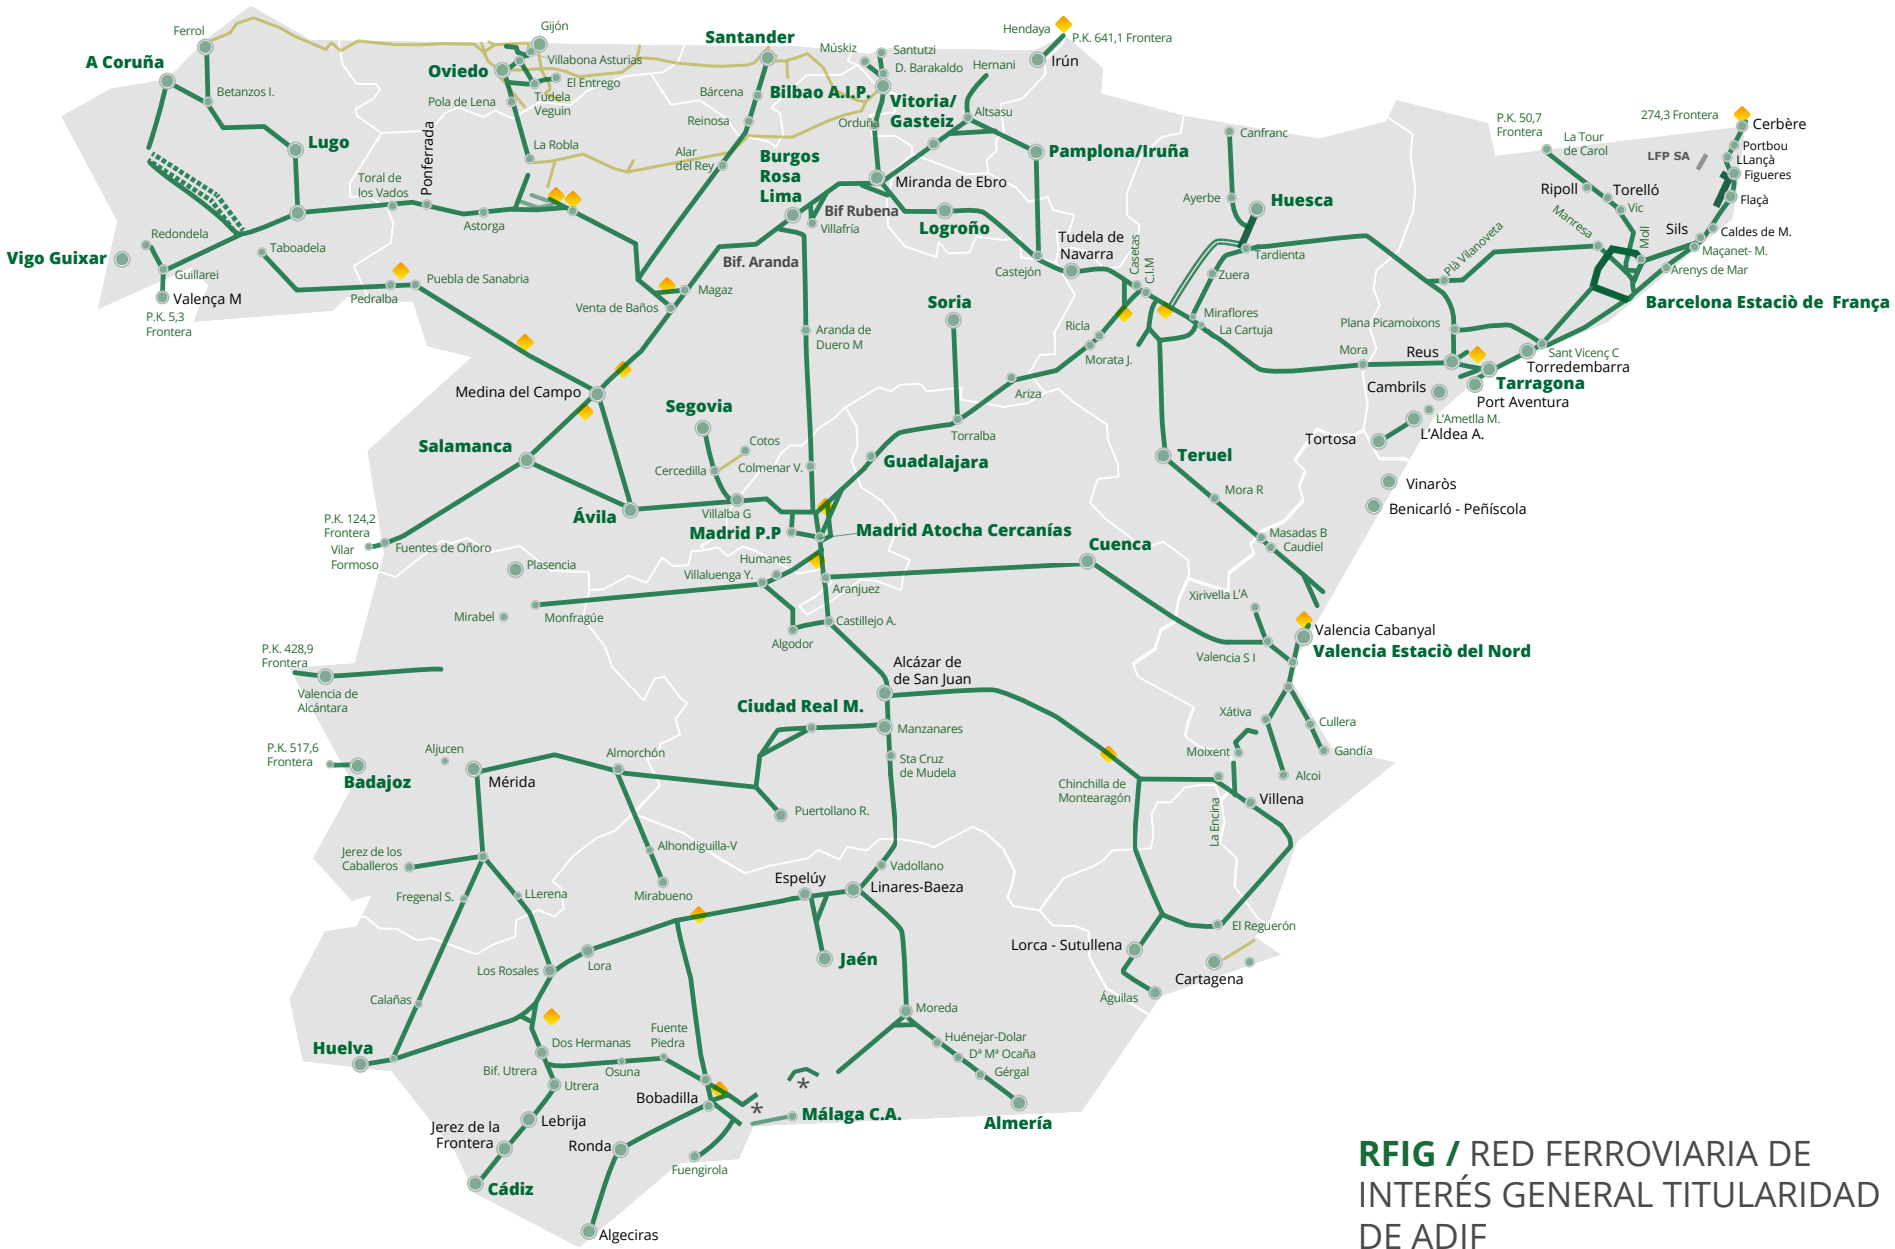 Ferrol
A Coruña
Betanzos I.
Lugo
Gijón
Villabona Asturias
Oviedo
El Entrego
Tudela
Veguin
Pola de Lena
La Robla
Ponferrada
Toral de
los Vados
Astorga
Santander
Bárcena
Reinosa
Alar
del Rey
Múskiz
Santutzi
D. Barakaldo
Bilbao A.I.P.
Orduña
Vitoria/
Gasteiz
Hernani
Altsasu
Hendaya
P.K. 641,1 Frontera
Irún
Pamplona/Iruña
Burgos
Rosa
Lima
Miranda de Ebro
Bif Rubena
Villafría
Logroño
Bif. Aranda
Castejón
Tudela de
Navarra
Casetas
C.I.M
Canfranc
Ayerbe
Huesca
Tardienta
Zuera
Miraflores
La Cartuja
P.K. 50,7
Frontera
La Tour
de Carol
274,3 Frontera
Cerbère
Portbou
LLançà
Figueres
LFP SA
Flaçà
Ripoll
Torelló
Vic
Manresa
Moll
Sils
Caldes de M.
Maçanet- M.
Arenys de Mar
Plà Vilanoveta
Barcelona Estaciò de  França
Plana Picamoixons
Mora
Reus
Sant Vicenç C
Torredembarra
Tarragona
Port Aventura
Cambrils
L'Ametlla M.
L'Aldea A.
Tortosa
Vinaròs
Benicarló - Peñíscola
Redondela
Vigo Guixar
Guillarei
Valença M
P.K. 5,3
Frontera
Taboadela
Pedralba
Puebla de Sanabria
Venta de Baños
Magaz
Aranda de
Duero M
Soria
Ricla
Morata J.
Ariza
Torralba
Medina del Campo
Segovia
Cotos
Cercedilla
Colmenar V.
Guadalajara
Salamanca
Ávila
Villalba G
Madrid P.P
Madrid Atocha Cercanías
Teruel
Mora R
Masadas B
Caudiel
P.K. 124,2
Frontera
Vilar
Formoso
Fuentes de Oñoro
Plasencia
Mirabel
Monfragúe
Humanes
Villaluenga Y.
Aranjuez
Castillejo A.
Algodor
Cuenca
Xirivella L'A
Valencia S I
Valencia Cabanyal
Valencia Estaciò del Nord
P.K. 428,9
Frontera
Valencia de
Alcántara
Alcázar de
de San Juan
Ciudad Real M.
Manzanares
Sta Cruz
de Mudela
Xátiva
Cullera
Gandía
Moixent
Alcoi
P.K. 517,6
Frontera
Badajoz
Aljucen
Mérida
Almorchón
Puertollano R.
Chinchilla de
Montearagón
La Encina
Villena
Jerez de los
Caballeros
Fregenal S.
LLerena
Alhondiguilla-V
Mirabueno
Vadollano
Espelúy
Linares-Baeza
Jaén
El Reguerón
Lorca - Sutullena
Cartagena
Águilas
Los Rosales
Lora
Calañas
Huelva
Dos Hermanas
Bif. Utrera
Utrera
Osuna
Fuente
Piedra
Moreda
Huénejar-Dolar
Dª Mª Ocaña
Gérgal
Almería
Bobadilla
*
*
Málaga C.A.
Fuengirola
Lebrija
Jerez de la
Frontera
Cádiz
Ronda
Algeciras
RFIG / RED FERROVIARIA DE
INTERÉS GENERAL TITULARIDAD
DE ADIF